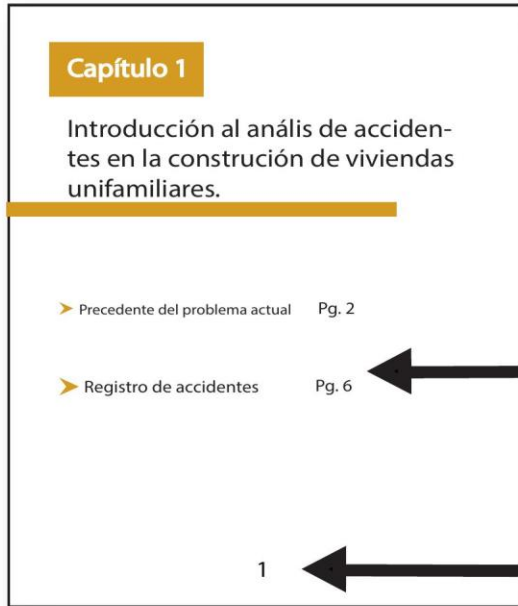 Capítulo 1
Introducción al anális de acciden-
tes en la construción de viviendas
unifamiliares.
Precedente del problema actual Pg. 2
Registro de accidentes Pg. 6
1